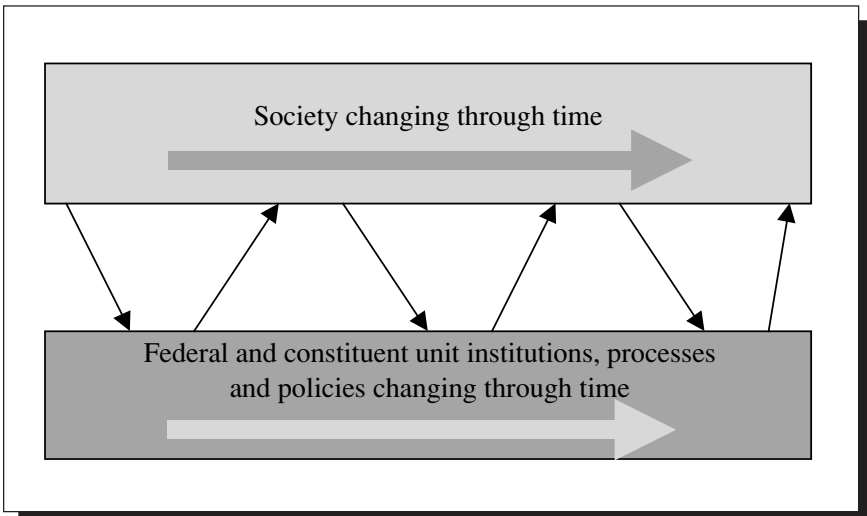 Society changing through time
Federal and constituent unit institutions, processes
and policies changing through time